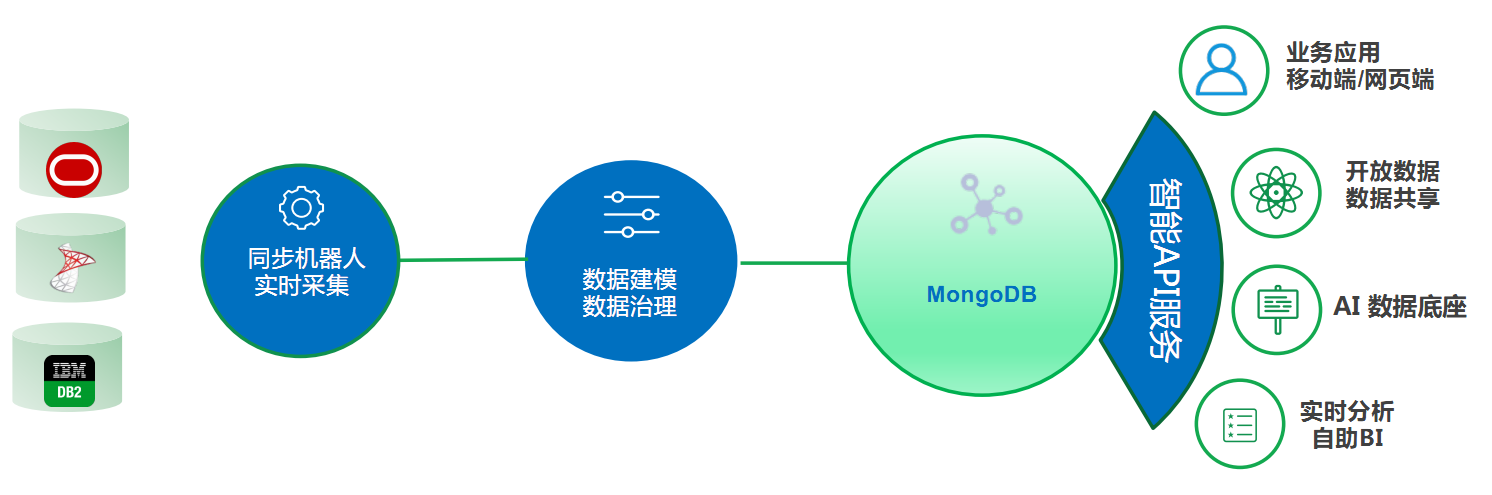 IBM
DB2
同步机器人
实时采集
数据建模
数据治理
MongoDB
智能API服务
业务应用
移动端/网页端
开放数据
数据共享
AI 数据底座
实时分析
自助BI